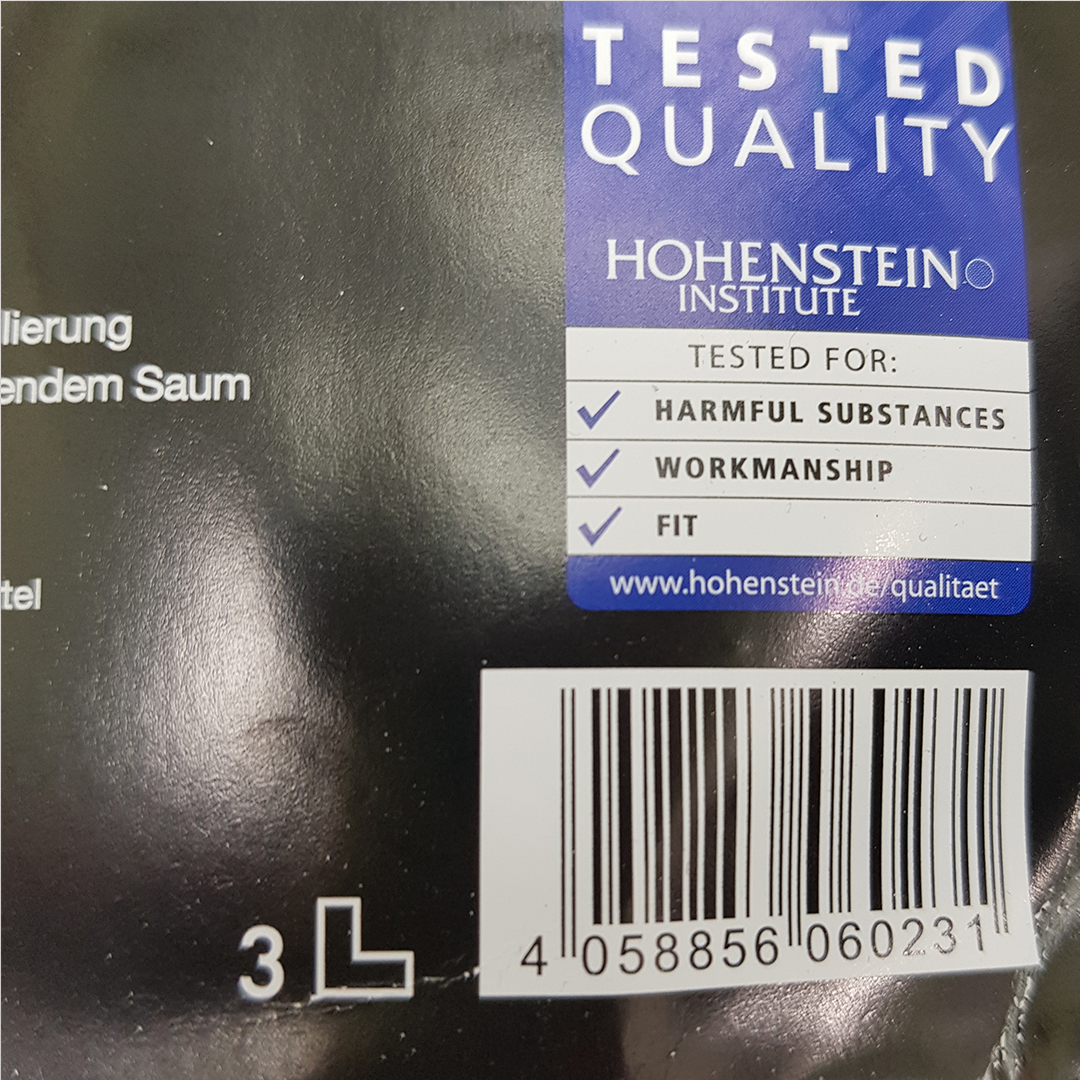 TESTED
QUALITY
HOHENSTEIN
INSTITUTE
TESTED FOR:
HARMFUL SUBSTANCES
WORKMANSHIP
FIT
www.hohenstein.de/qualitaet
lierung
endem Saum
tel
3 L
4 058856 060231